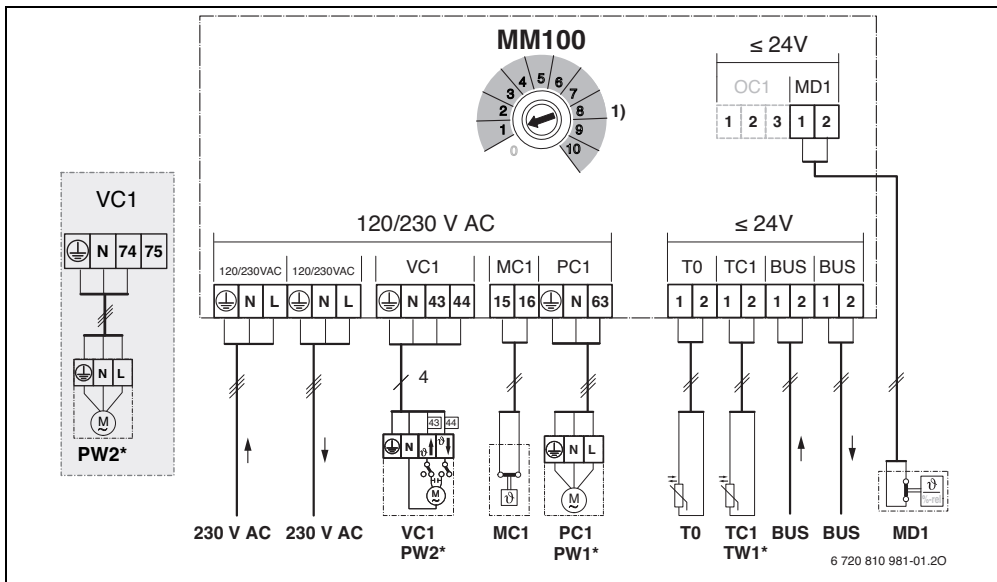 MM100
0 1 2 3 4 5 6 7 8 9 10
1)
≤ 24V
OC1 MD1
1 2 3 1 2
VC1
N 74 75
N L
M
~
PW2*
120/230 V AC
≤ 24V
120/230VAC 120/230VAC VC1 MC1 PC1 T0 TC1 BUS BUS
N L N L N 43 44 15 16 N 63 1 2 1 2 1 2 1 2
4
43 44
N ϑ ϑ
M
~
ϑ
N L
M
~
ϑ
%-rel
230 V AC 230 V AC VC1 MC1 PC1 T0 TC1 BUS BUS MD1
PW2* PW1* TW1*
6 720 810 981-01.2O